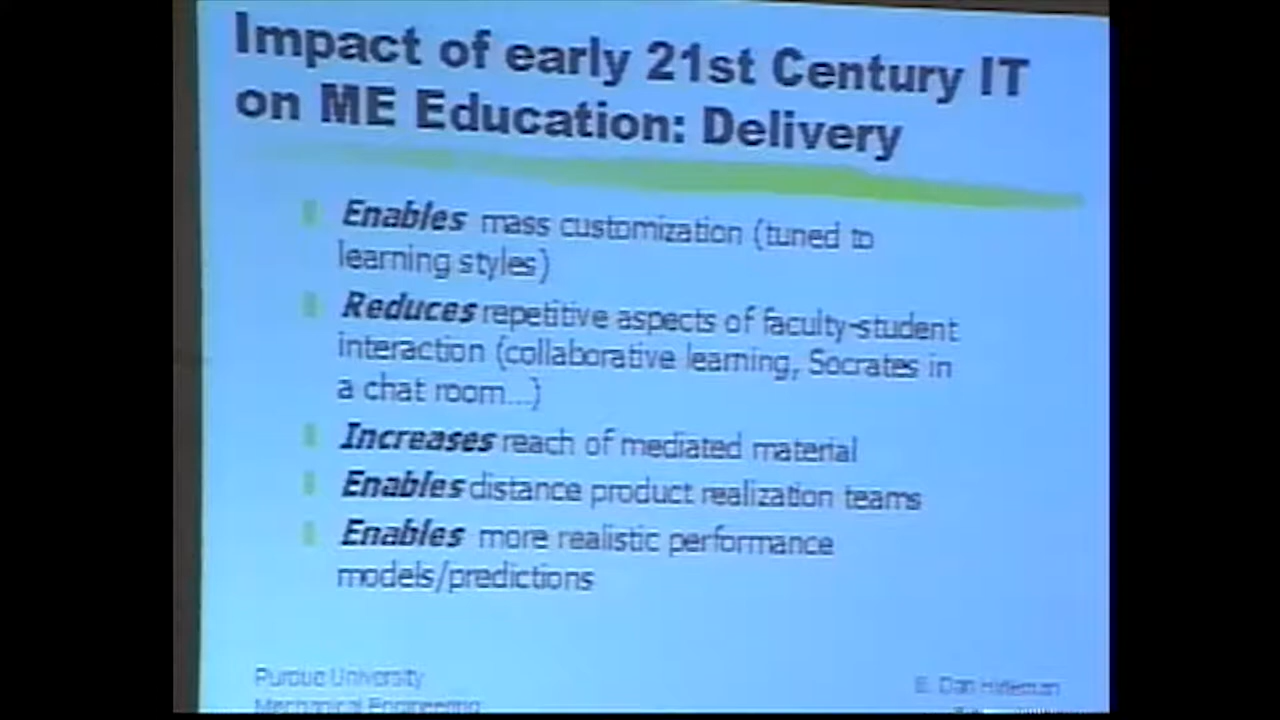 Impact of early 21st Century IT
on ME Education: Delivery
Enables mass customization (tuned to
learning styles)
Reduces repetitive aspects of faculty-student
interaction (collaborative learning, Socrates in
a chat room...)
Increases reach of mediated material
Enables distance product realization teams
Enables more realistic performance
models/predictions
Purdue University
Mechanical Engineering
E. Dan